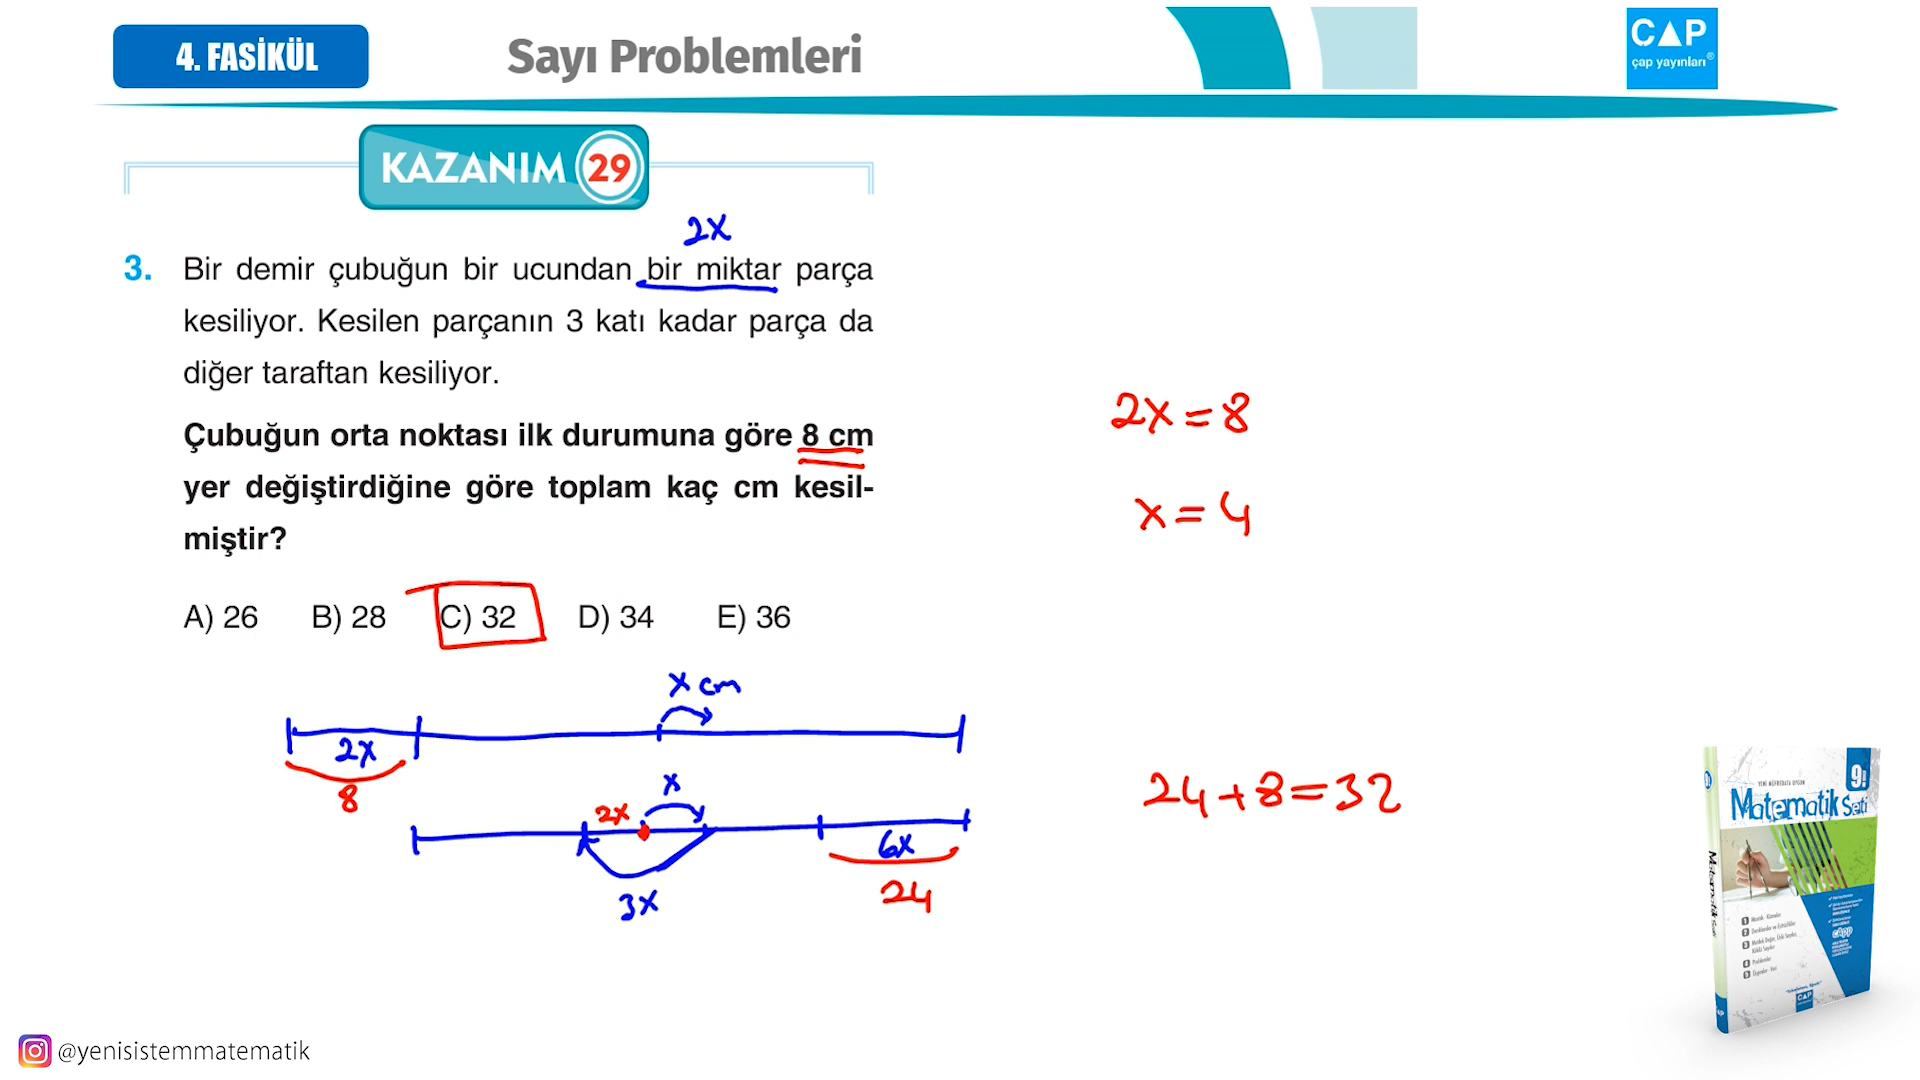 4. FASİKÜL
Sayı Problemleri
CAP
çap yayınları®
KAZANIM 29
2x
3. Bir demir çubuğun bir ucundan bir miktar parça
kesiliyor. Kesilen parçanın 3 katı kadar parça da
diğer taraftan kesiliyor.
Çubuğun orta noktası ilk durumuna göre 8 cm
yer değiştirdiğine göre toplam kaç cm kesil-
miştir?
A) 26 B) 28 C) 32 D) 34 E) 36
2x = 8
x = 4
x cm
2x
8
x
2x
6x
3x
24
24+8=32
9
Matematik Seti
CAP
@yenisistemmatematik